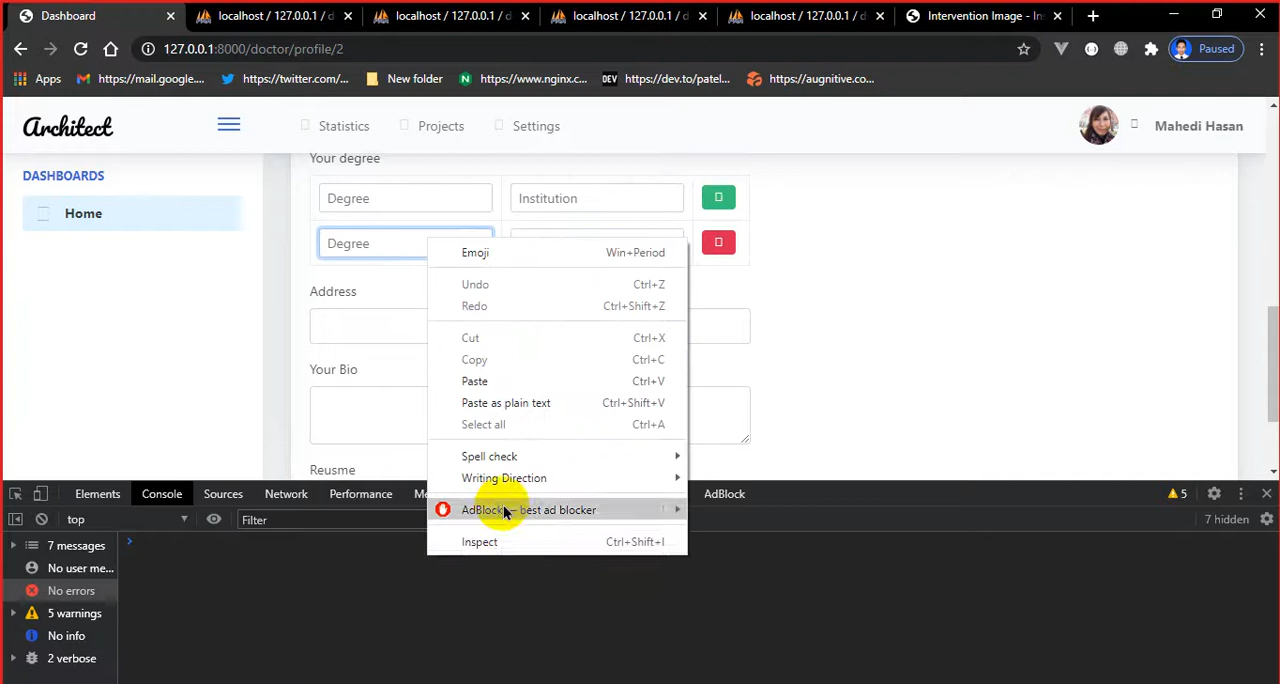 Dashboard
localhost / 127.0.0.1 / d
localhost / 127.0.0.1 / d
localhost / 127.0.0.1 / d
localhost / 127.0.0.1 / d
Intervention Image - In
127.0.0.1:8000/doctor/profile/2
Paused
Apps
https://mail.google....
https://twitter.com/...
New folder
https://www.nginx.c...
DEV
https://dev.to/patel...
https://augnitive.co...
Architect
Statistics
Projects
Settings
Mahedi Hasan
DASHBOARDS
Home
Your degree
Degree
Institution
Degree
Address
Your Bio
Reusme
Emoji Win+Period
Undo Ctrl+Z
Redo Ctrl+Shift+Z
Cut Ctrl+X
Copy Ctrl+C
Paste Ctrl+V
Paste as plain text Ctrl+Shift+V
Select all Ctrl+A
Spell check
Writing Direction
AdBlock — best ad blocker
Inspect Ctrl+Shift+I
Elements
Console
Sources
Network
Performance
AdBlock
5
top
Filter
7 hidden
7 messages
No user me...
No errors
5 warnings
No info
2 verbose